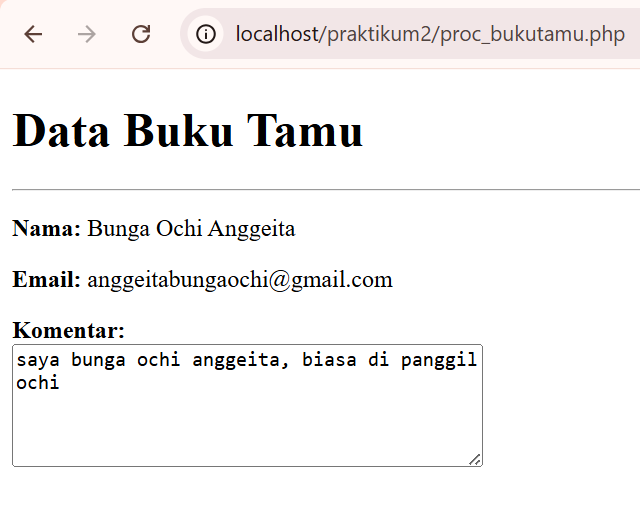 localhost/praktikum2/proc_bukutamu.php
Data Buku Tamu
Nama: Bunga Ochi Anggeita
Email: anggeitabungaochi@gmail.com
Komentar:
saya bunga ochi anggeita, biasa di panggil
ochi